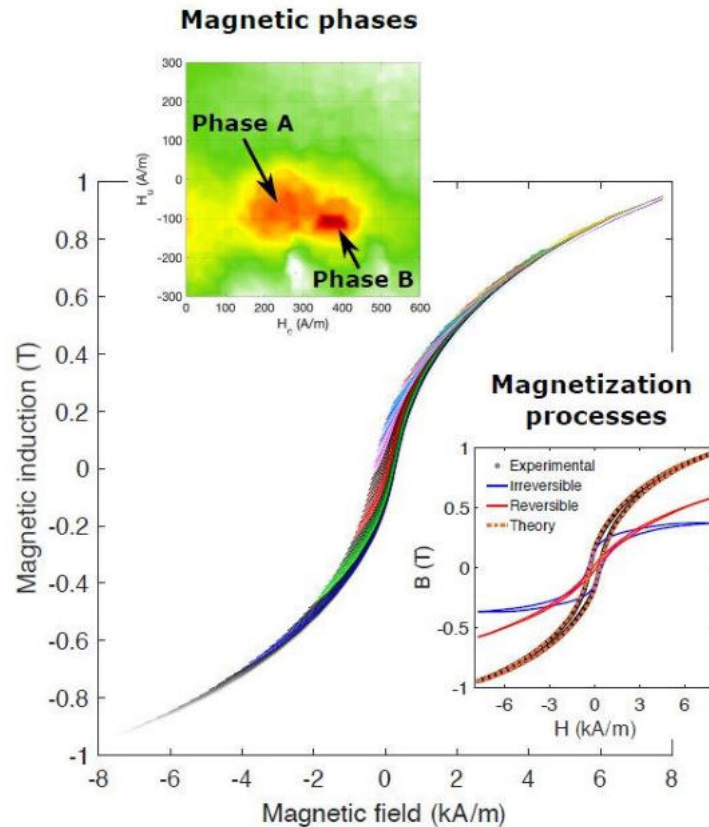 Magnetic phases
300
200
100
0
-100
-200
-300
H_u (A/m)
Phase A
Phase B
0 100 200 300 400 500 600
H_c (A/m)
1
0.8
0.6
0.4
0.2
0
-0.2
-0.4
-0.6
-0.8
-1
Magnetic induction (T)
-8 -6 -4 -2 0 2 4 6 8
Magnetic field (kA/m)
Magnetization
processes
1
0.5
0
-0.5
-1
B (T)
Experimental
Irreversible
Reversible
Theory
-6 -3 0 3 6
H (kA/m)